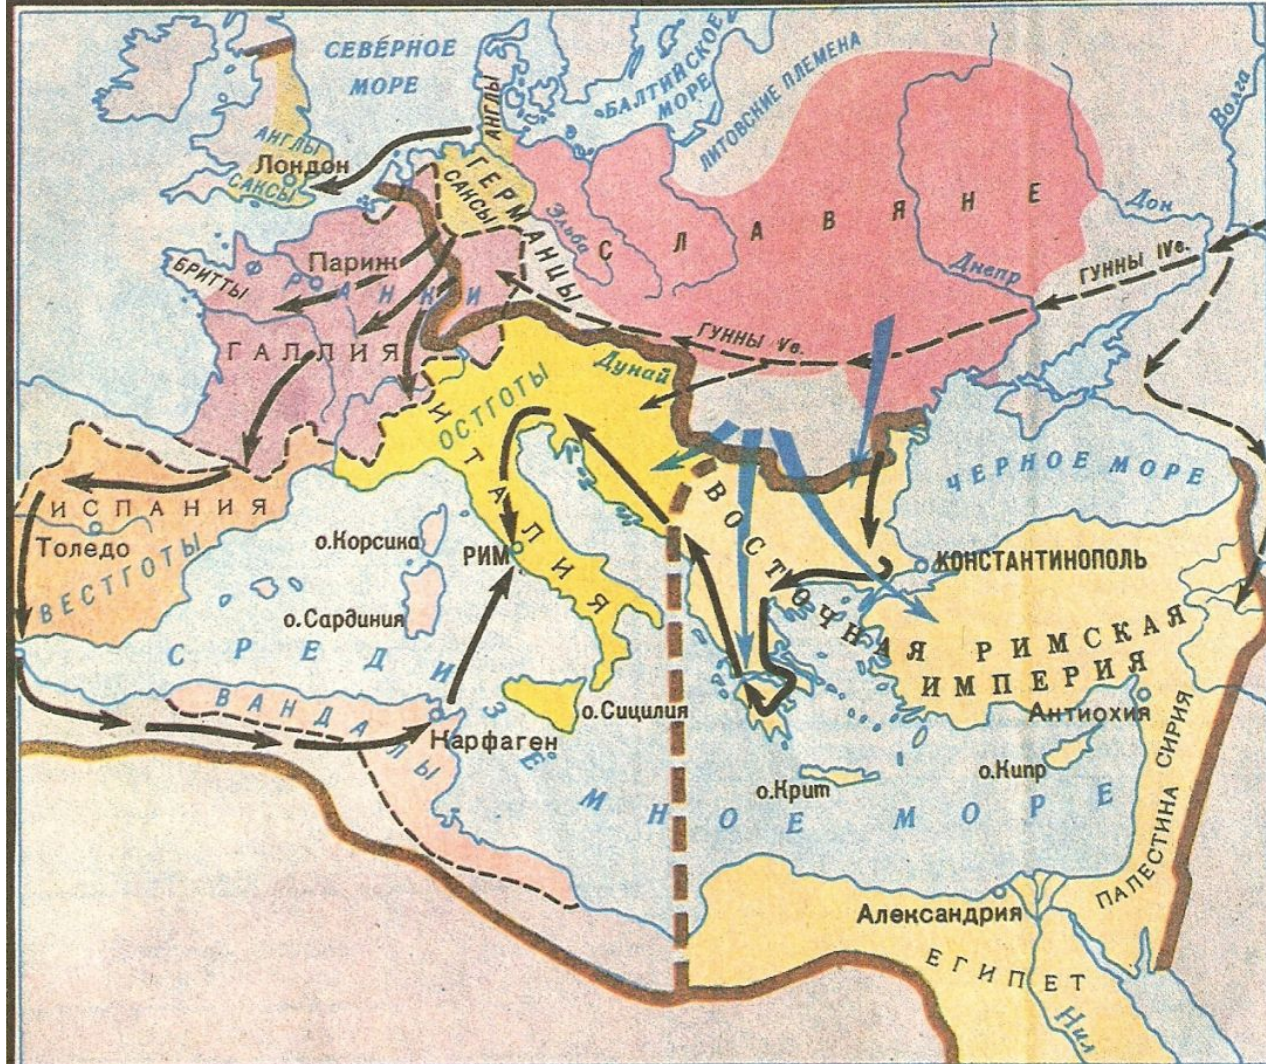 СЕВЕРНОЕ
МОРЕ
БАЛТИЙСКОЕ
МОРЕ
ЛИТОВСКИЕ ПЛЕМЕНА
Волга
АНГЛЫ
АНГЛЫ
Лондон
САКСЫ
ГЕРМАНЦЫ
САКСЫ
Эльба
СЛАВЯНЕ
Дон
Днепр
ГУННЫ IVв.
БРИТТЫ
Париж
ФРАНКИ
ГАЛЛИЯ
ГУННЫ Vв.
Дунай
ОСТГОТЫ
ИТАЛИЯ
ЧЕРНОЕ МОРЕ
ИСПАНИЯ
Толедо
ВЕСТГОТЫ
о.Корсика
РИМ
о.Сардиния
КОНСТАНТИНОПОЛЬ
ВОСТОЧНАЯ РИМСКАЯ
ИМПЕРИЯ
СРЕДИЗЕМНОЕ МОРЕ
ВАНДАЛЫ
Карфаген
о.Сицилия
Антиохия
о.Крит
о.Кипр
ПАЛЕСТИНА СИРИЯ
Александрия
ЕГИПЕТ
Нил